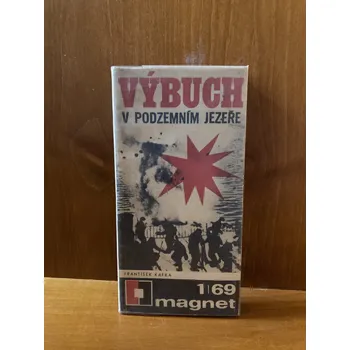 VÝBUCH
V PODZEMNÍM JEZEŘE
FRANTIŠEK KAFKA
1|69
magnet